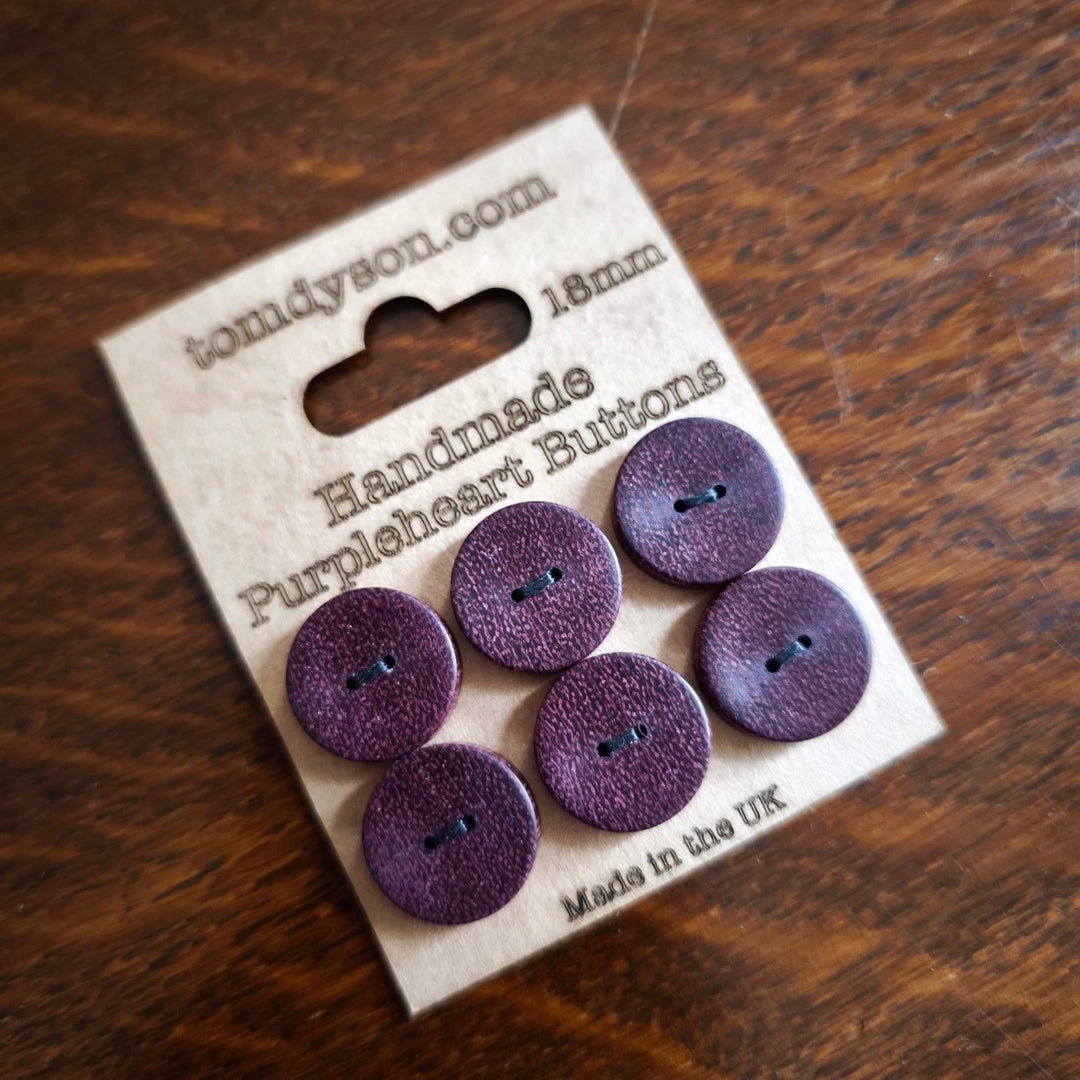 tomdyson.com
18mm
Handmade
Purpleheart Buttons
Made in the UK